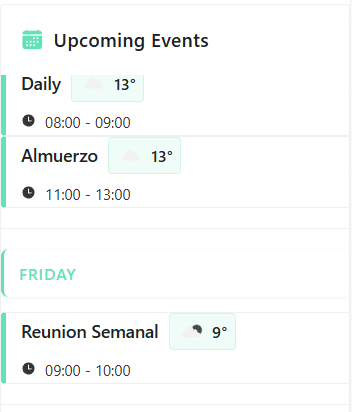 Upcoming Events
Daily 13°
08:00 - 09:00
Almuerzo 13°
11:00 - 13:00
FRIDAY
Reunion Semanal 9°
09:00 - 10:00